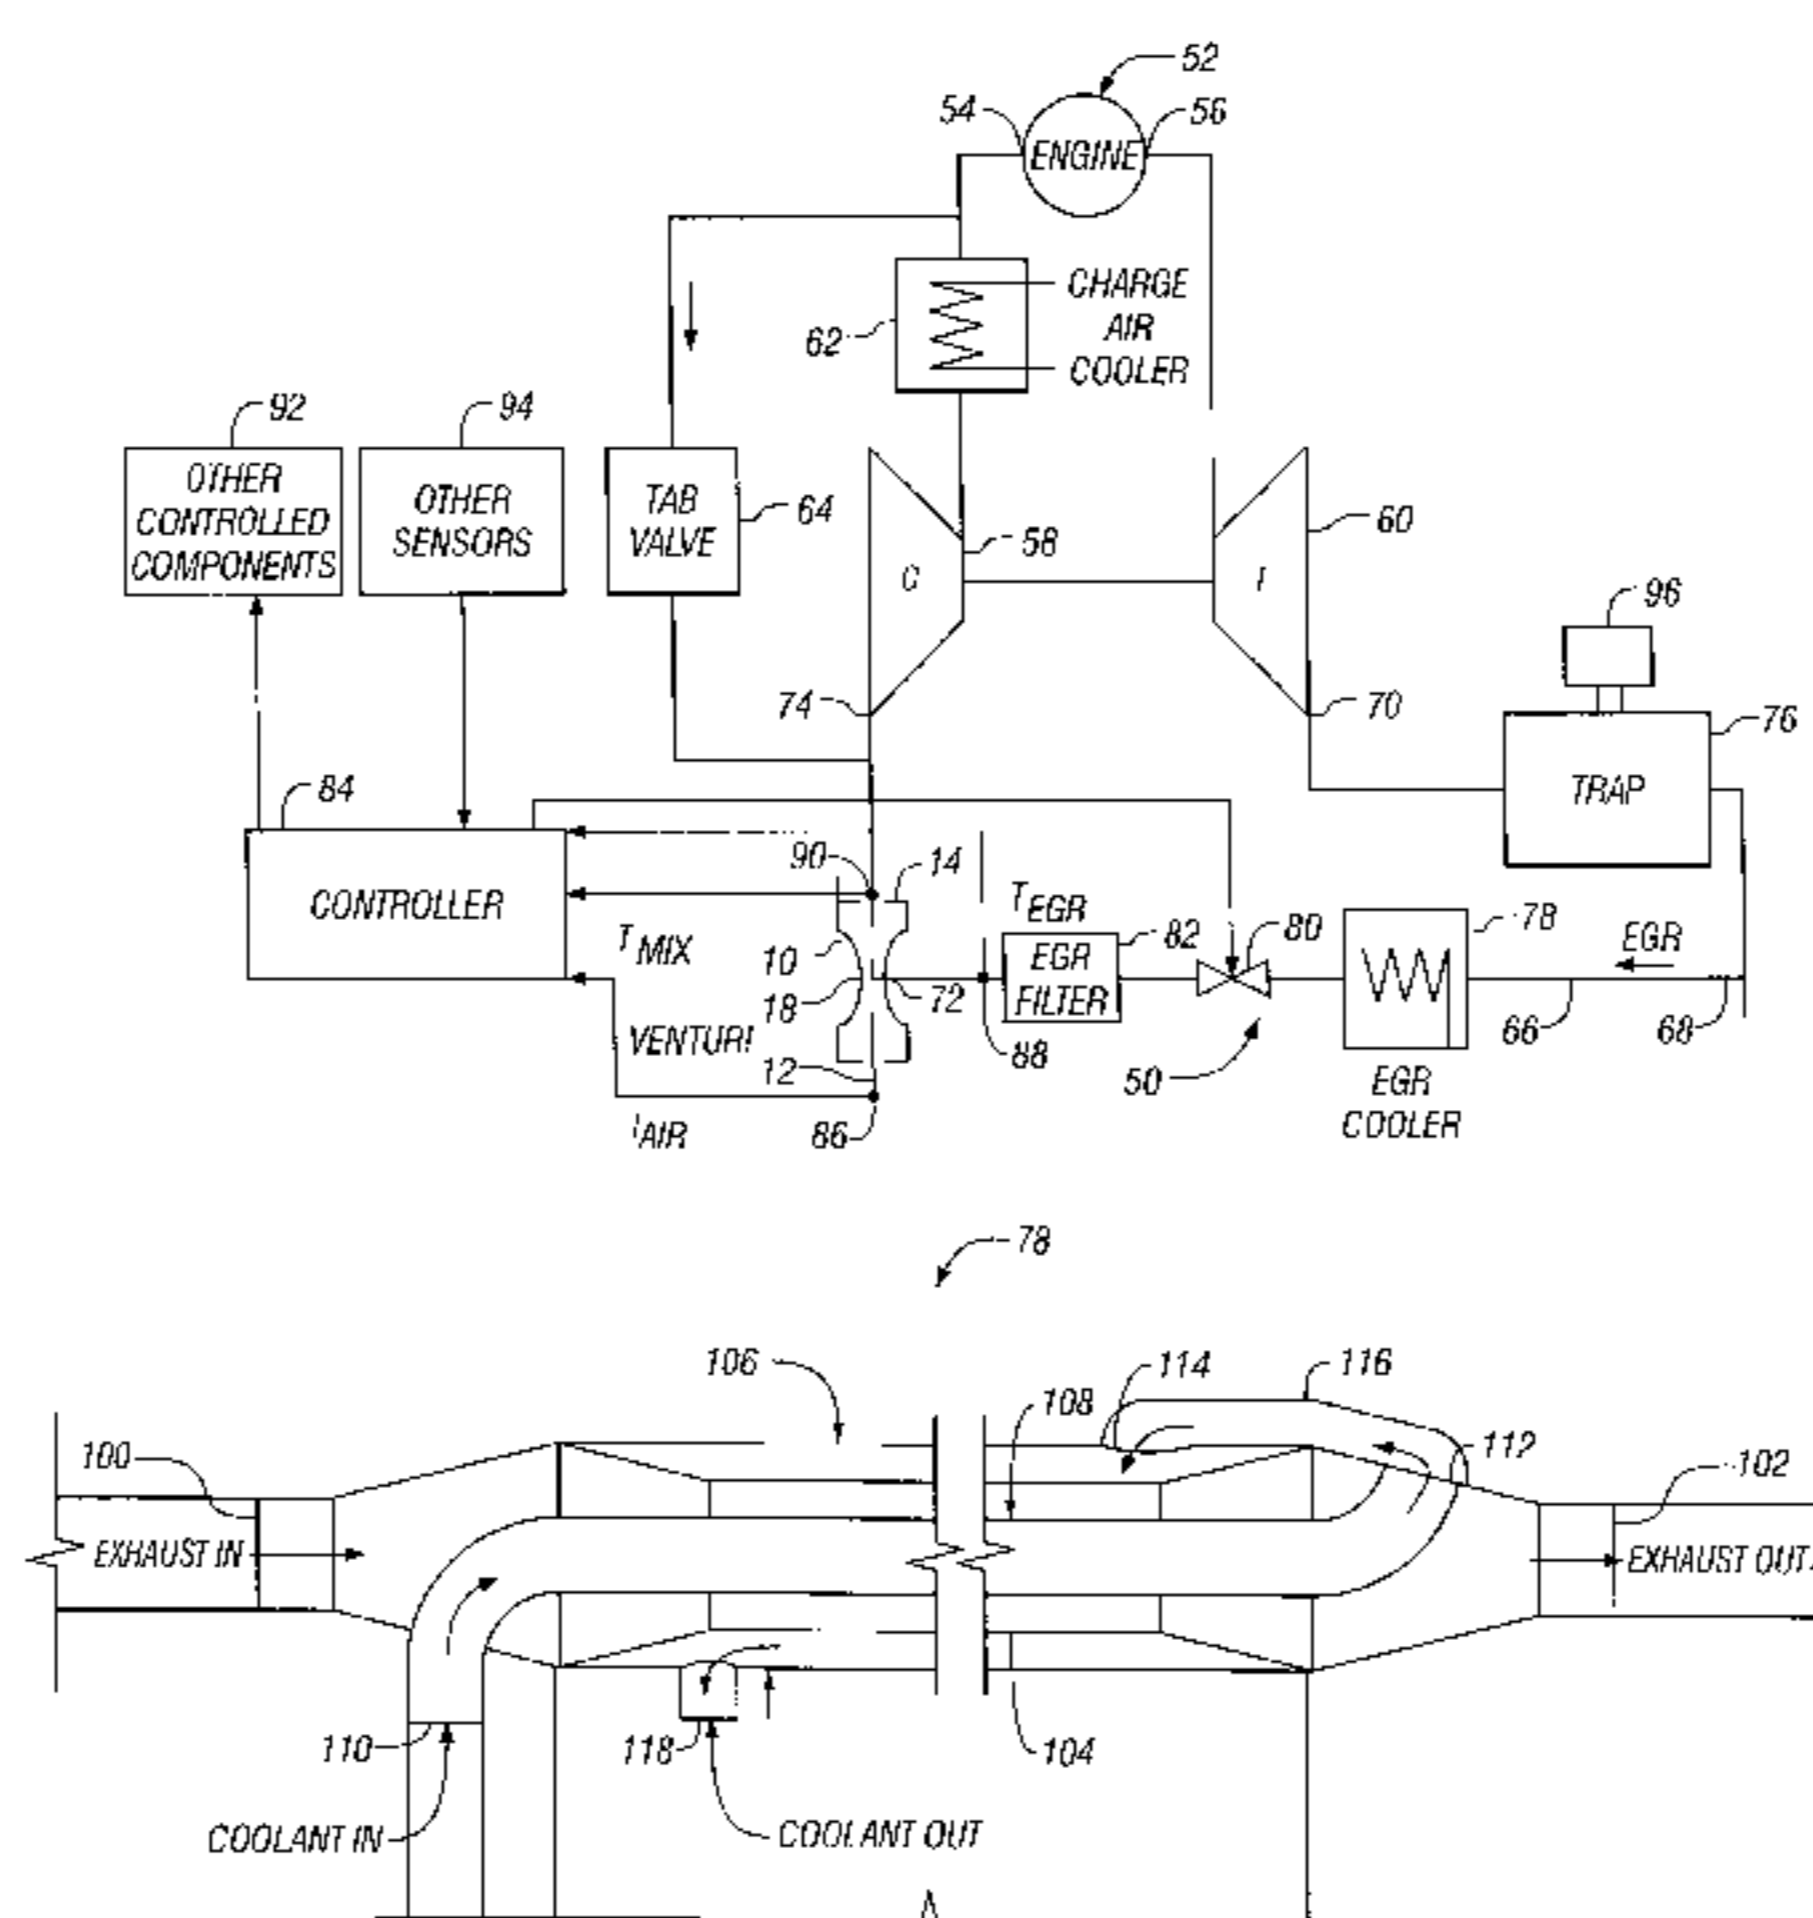 52
54
56
ENGINE
CHARGE
AIR
COOLER
62
92
94
OTHER
CONTROLLED
COMPONENTS
OTHER
SENSORS
TAB
VALVE
64
58
60
C
96
74
70
76
TRAP
84
CONTROLLER
90
14
T EGR
T MIX
10
18
72
EGR
FILTER
82
80
78
EGR
VENTURI
12
88
50
66
68
EGR
COOLER
AIR
86
78
106
114
116
108
100
112
102
EXHAUST IN
EXHAUST OUT
110
118
104
COOLANT IN
COOLANT OUT